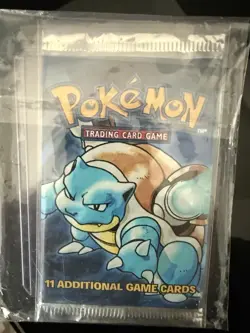 POKéMON
TRADING CARD GAME
11 ADDITIONAL GAME CARDS